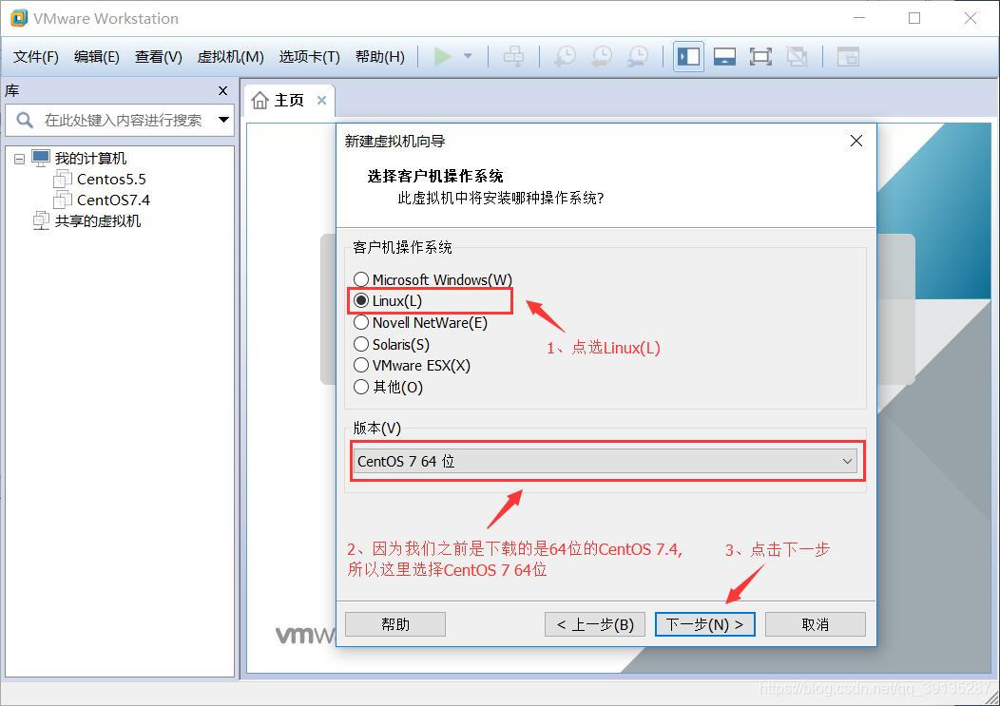 VMware Workstation
文件(F) 编辑(E) 查看(V) 虚拟机(M) 选项卡(T) 帮助(H)
库
在此处键入内容进行搜索
我的计算机
Centos5.5
CentOS7.4
共享的虚拟机
主页
新建虚拟机向导
选择客户机操作系统
此虚拟机中将安装哪种操作系统?
客户机操作系统
Microsoft Windows(W)
Linux(L)
Novell NetWare(E)
Solaris(S)
VMware ESX(X)
其他(O)
1、点选Linux(L)
版本(V)
CentOS 7 64 位
2、因为我们之前是下载的是64位的CentOS 7.4,
所以这里选择CentOS 7 64位
3、点击下一步
帮助
< 上一步(B)
下一步(N) >
取消
vmw
https://blog.csdn.net/qq_39135287